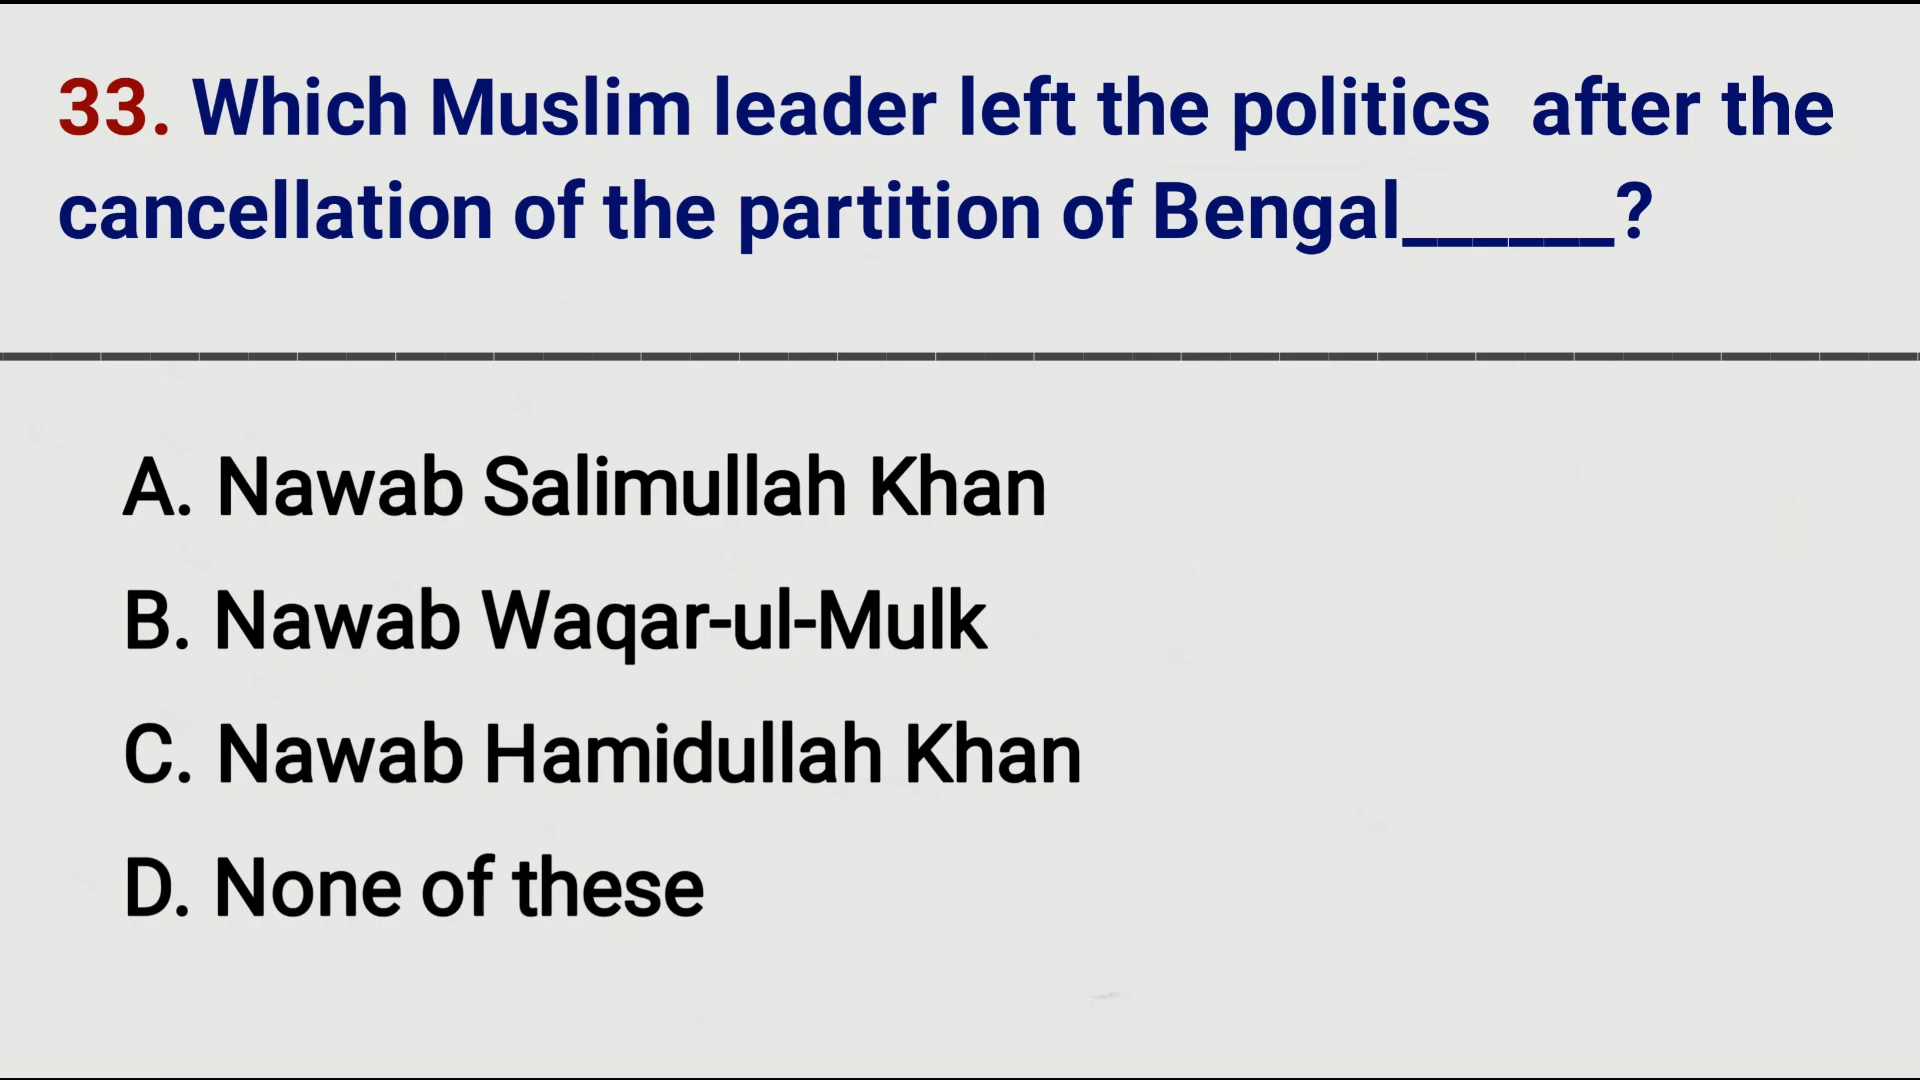 33. Which Muslim leader left the politics  after the
cancellation of the partition of Bengal______?
A. Nawab Salimullah Khan
B. Nawab Waqar-ul-Mulk
C. Nawab Hamidullah Khan
D. None of these